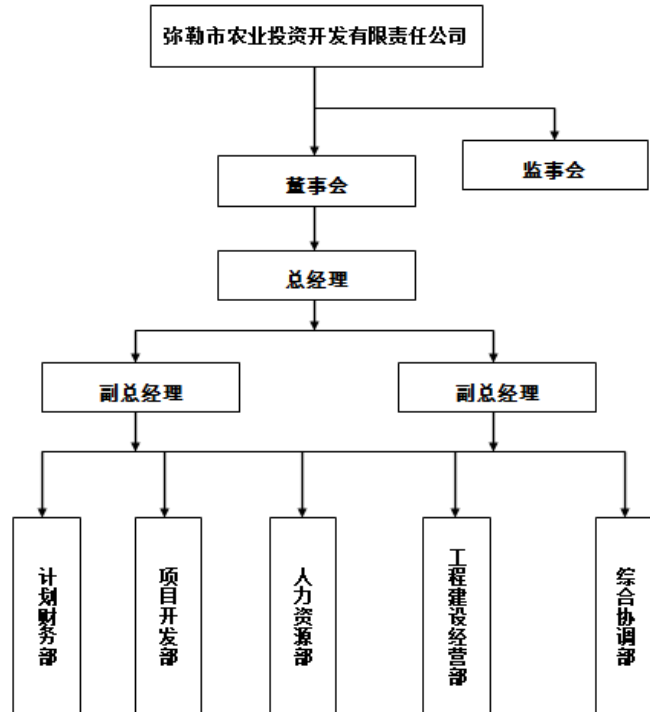 弥勒市农业投资开发有限责任公司
监事会
董事会
总经理
副总经理
副总经理
计划财务部
项目开发部
人力资源部
工程建设经营部
综合协调部